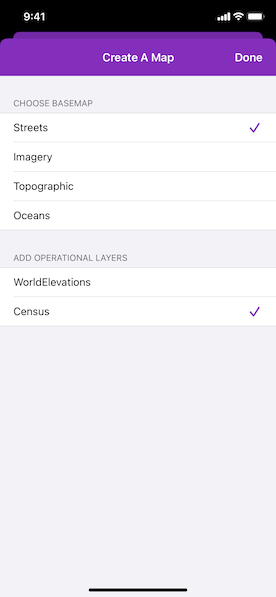 9:41
Create A Map
Done
CHOOSE BASEMAP
Streets
Imagery
Topographic
Oceans
ADD OPERATIONAL LAYERS
WorldElevations
Census